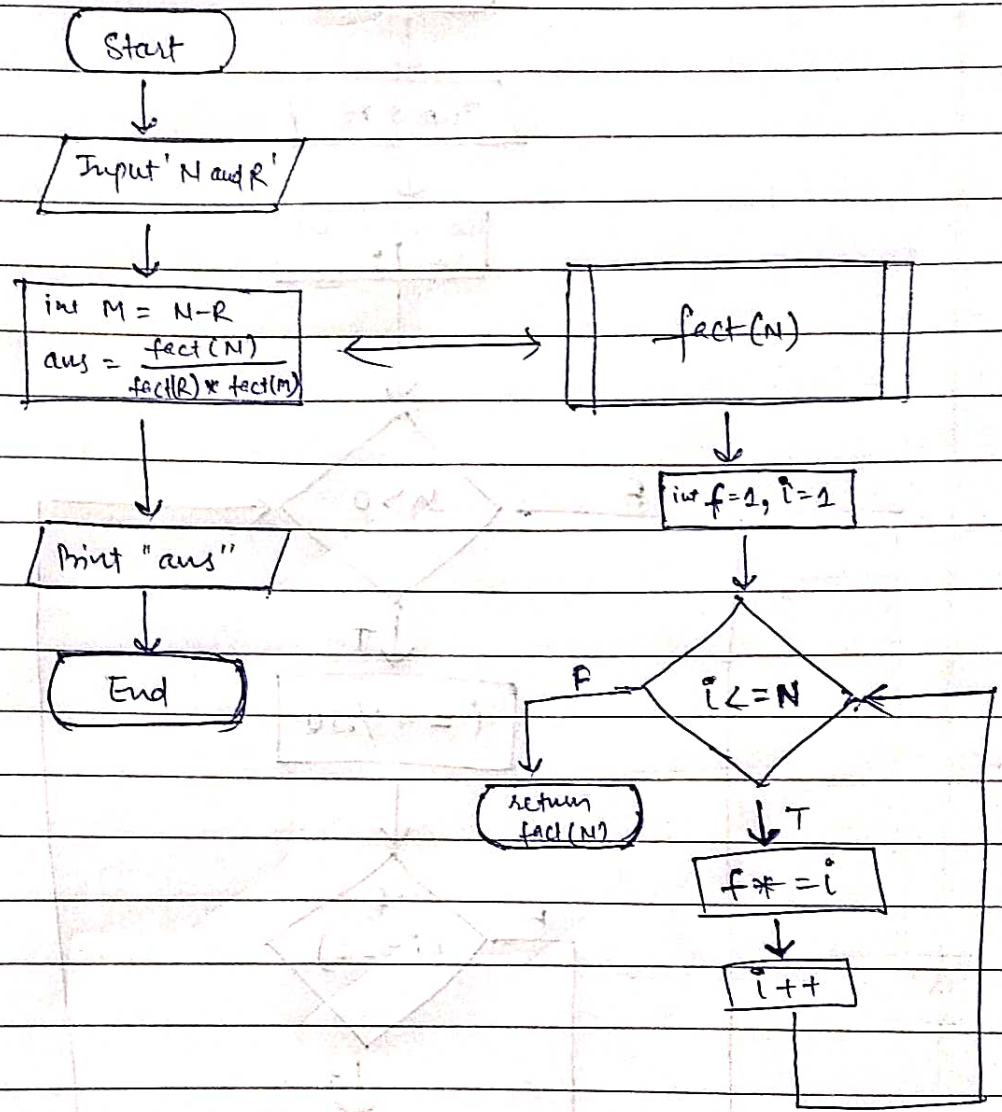 Start
Input 'N and R'
int M = N-R
ans = fact(N)
fact(R) * fact(M)
Print "ans"
End
fact(N)
int f=1, i=1
i<=N
F
T
return
fact(N)
f* =i
i++